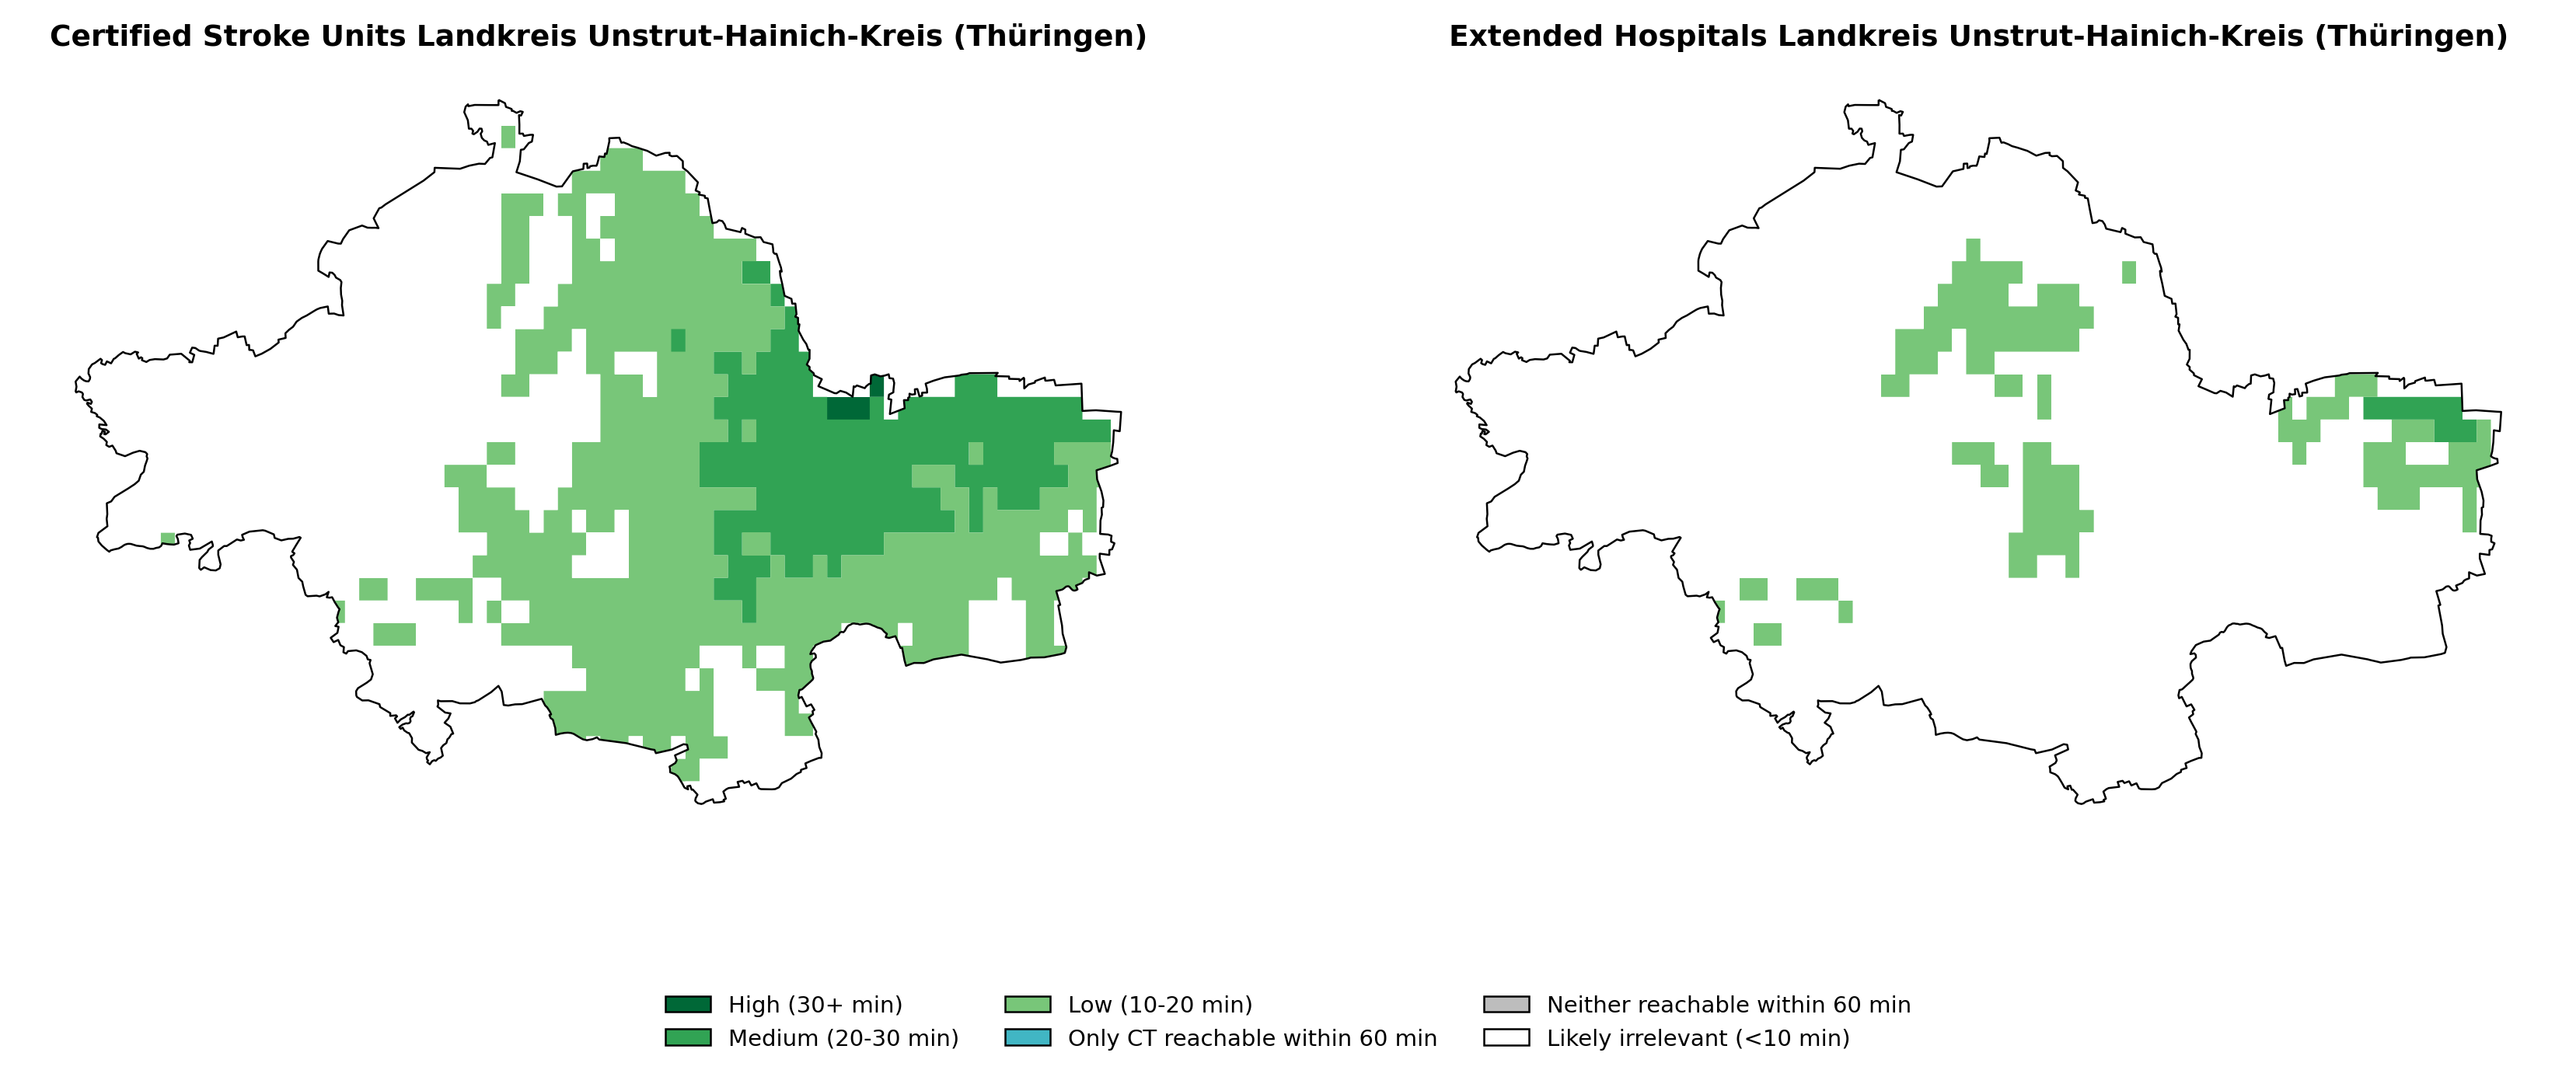 Certified Stroke Units Landkreis Unstrut-Hainich-Kreis (Thüringen)
Extended Hospitals Landkreis Unstrut-Hainich-Kreis (Thüringen)
High (30+ min)
Medium (20-30 min)
Low (10-20 min)
Only CT reachable within 60 min
Neither reachable within 60 min
Likely irrelevant (<10 min)